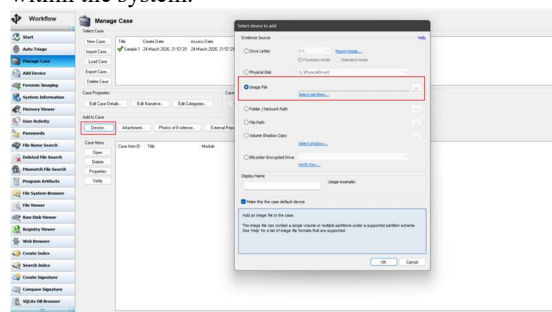 within the system.
Workflow
Start
Auto Triage
Manage Case
Add Device
Forensic Imaging
System Information
Memory Viewer
User Activity
Passwords
File Name Search
Deleted File Search
Mismatch File Search
Program Artifacts
File System Browser
File Viewer
Raw Disk Viewer
Registry Viewer
Web Browser
Create Index
Search Index
Create Signature
Compare Signature
SQLite DB Browser
Manage Case
Select Case
New Case...
Import Case...
Load Case
Export Case...
Delete Case
Title Create Date Access Date
Sample 1 24 March 2026, 21:57:29 24 March 2026, 21:57:29
Case Properties
Edit Case Details... Edit Narrative... Edit Categories...
Add to Case
Device... Attachment... Photos of Evidence... External Repo
Case Items
Open
Delete
Properties
Verify
Case Item ID Title Module
Select device to add
Evidence Source Help
Drive Letter
Mount image...
Forensics mode Standard mode
Physical Disk
Image File ...
Select partition...
Folder / Network Path
File Path
Volume Shadow Copy
Select shadow...
BitLocker Encrypted Drive
Display Name
Usage example:
Make this the case default device
Add an image file to the case.
The image file can contain a single volume or multiple partitions under a supported partition scheme.
See 'Help' for a list of image file formats that are supported.
OK Cancel